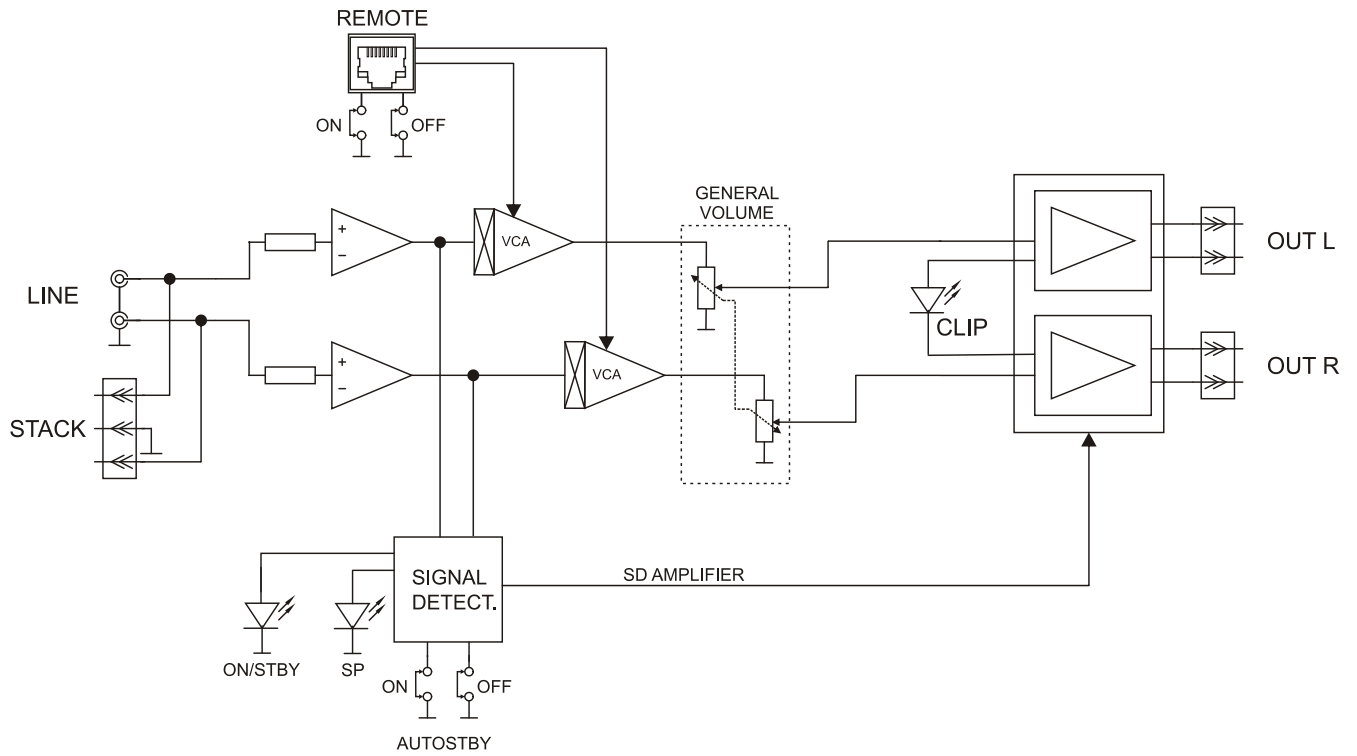 REMOTE
ON
OFF
GENERAL
VOLUME
+
−
VCA
OUT L
LINE
CLIP
+
−
VCA
OUT R
STACK
SIGNAL
DETECT.
SD AMPLIFIER
ON/STBY
SP
ON
OFF
AUTOSTBY